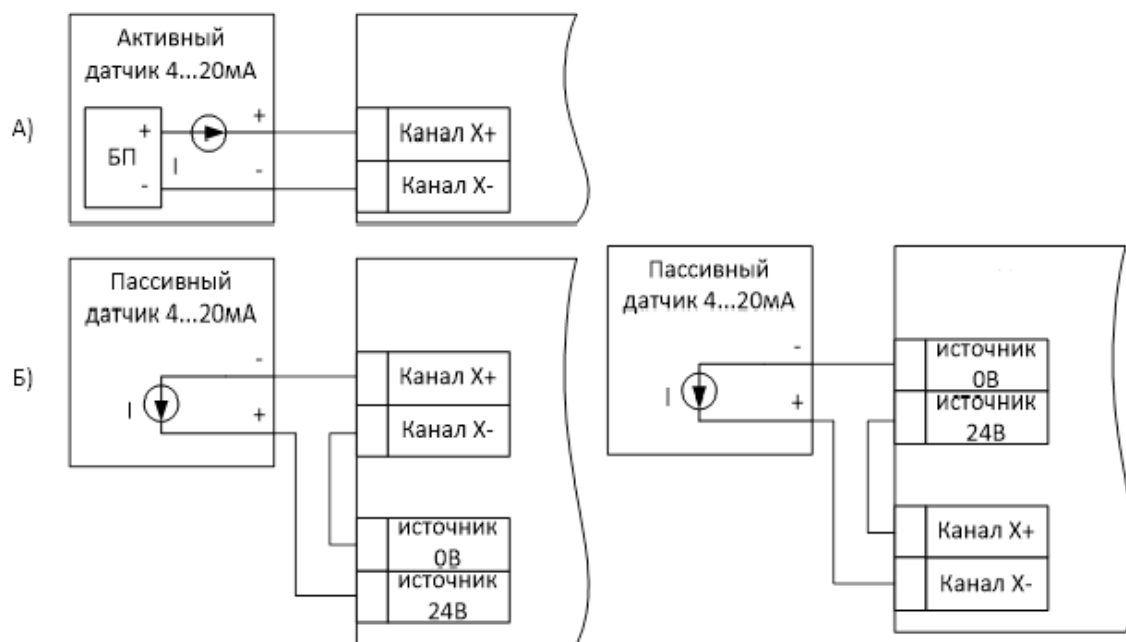 А)
Активный
датчик 4...20мА
+
БП
-
I
+
-
Канал X+
Канал X-
Б)
Пассивный
датчик 4...20мА
I
-
+
Канал X+
Канал X-
источник
0В
источник
24В
Пассивный
датчик 4...20мА
I
-
+
источник
0В
источник
24В
Канал X+
Канал X-